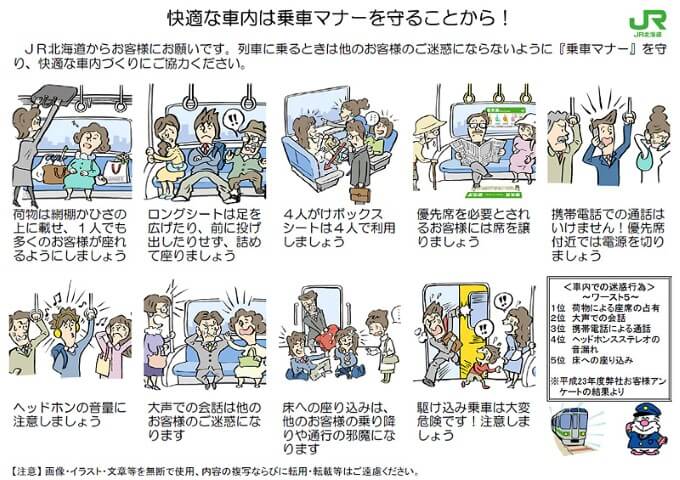 快適な車内は乗車マナーを守ることから！
JR
JR北海道
ＪＲ北海道からお客様にお願いです。列車に乗るときは他のお客様のご迷惑にならないように『乗車マナー』を守
り、快適な車内づくりにご協力ください。
荷物は網棚かひざの
上に載せ、１人でも
多くのお客様が座れ
るようにしましょう
ロングシートは足を
広げたり、前に投げ
出したりせず、詰めて
座りましょう
４人がけボックス
シートは４人で利用
しましょう
優先席を必要とされ
るお客様には席を譲
りましょう
携帯電話での通話は
いけません！優先席
付近では電源を切り
ましょう
ヘッドホンの音量に
注意しましょう
大声での会話は他の
お客様のご迷惑にな
ります
床への座り込みは、
他のお客様の乗り降
りや通行の邪魔になり
ます
駆け込み乗車は大変
危険です！注意しま
しょう
＜車内での迷惑行為＞
～ワースト５～
1位 荷物による座席の占有
2位 大声での会話
3位 携帯電話による通話
4位 ヘッドホンステレオの
音漏れ
5位 床への座り込み
※平成23年度弊社お客様アン
ケートの結果より
【注意】画像・イラスト・文章等を無断で使用、内容の複写ならびに転用・転載等はご遠慮ください。